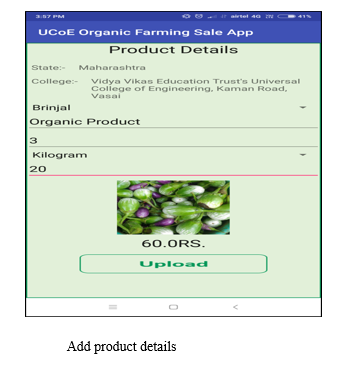 3:57 PM airtel 4G 41%
UCoE Organic Farming Sale App
Product Details
State:- Maharashtra
College:- Vidya Vikas Education Trust's Universal
College of Engineering, Kaman Road,
Vasai
Brinjal
Organic Product
3
Kilogram
20
60.0RS.
Upload
Add product details